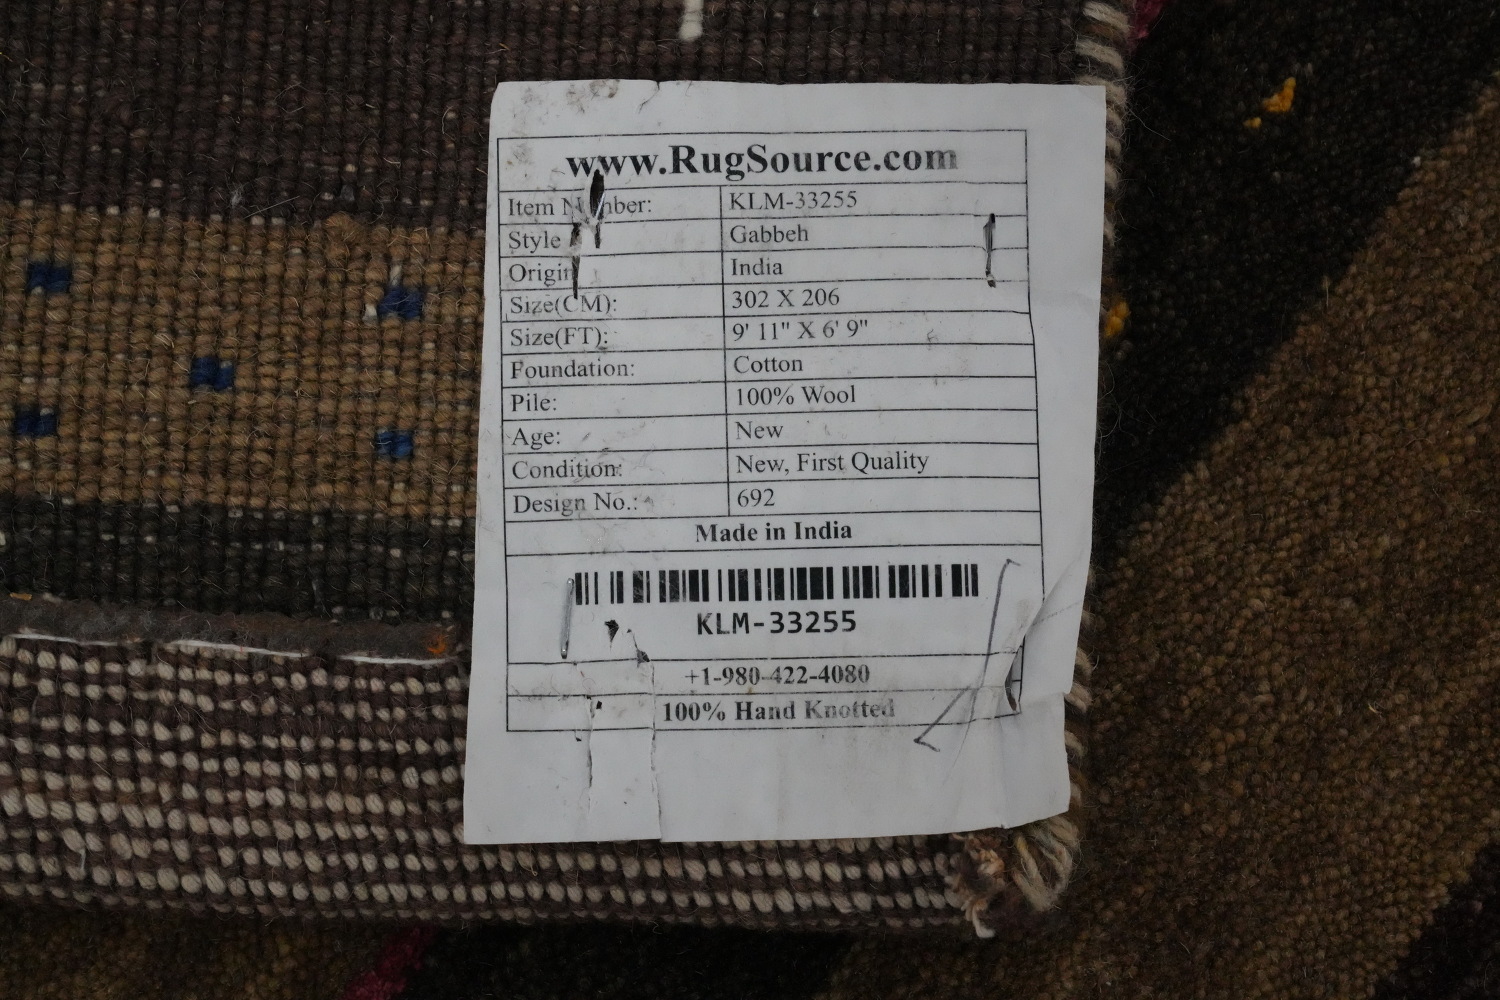 www.RugSource.com
Item Number: KLM-33255
Style Gabbeh
Origin India
Size(CM): 302 X 206
Size(FT): 9' 11" X 6' 9"
Foundation: Cotton
Pile: 100% Wool
Age: New
Condition: New, First Quality
Design No.: 692
Made in India
KLM-33255
+1-980-422-4080
100% Hand Knotted